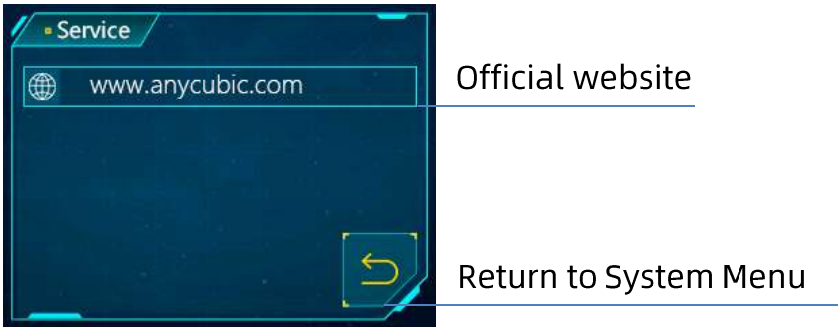 Service
www.anycubic.com
Official website
Return to System Menu